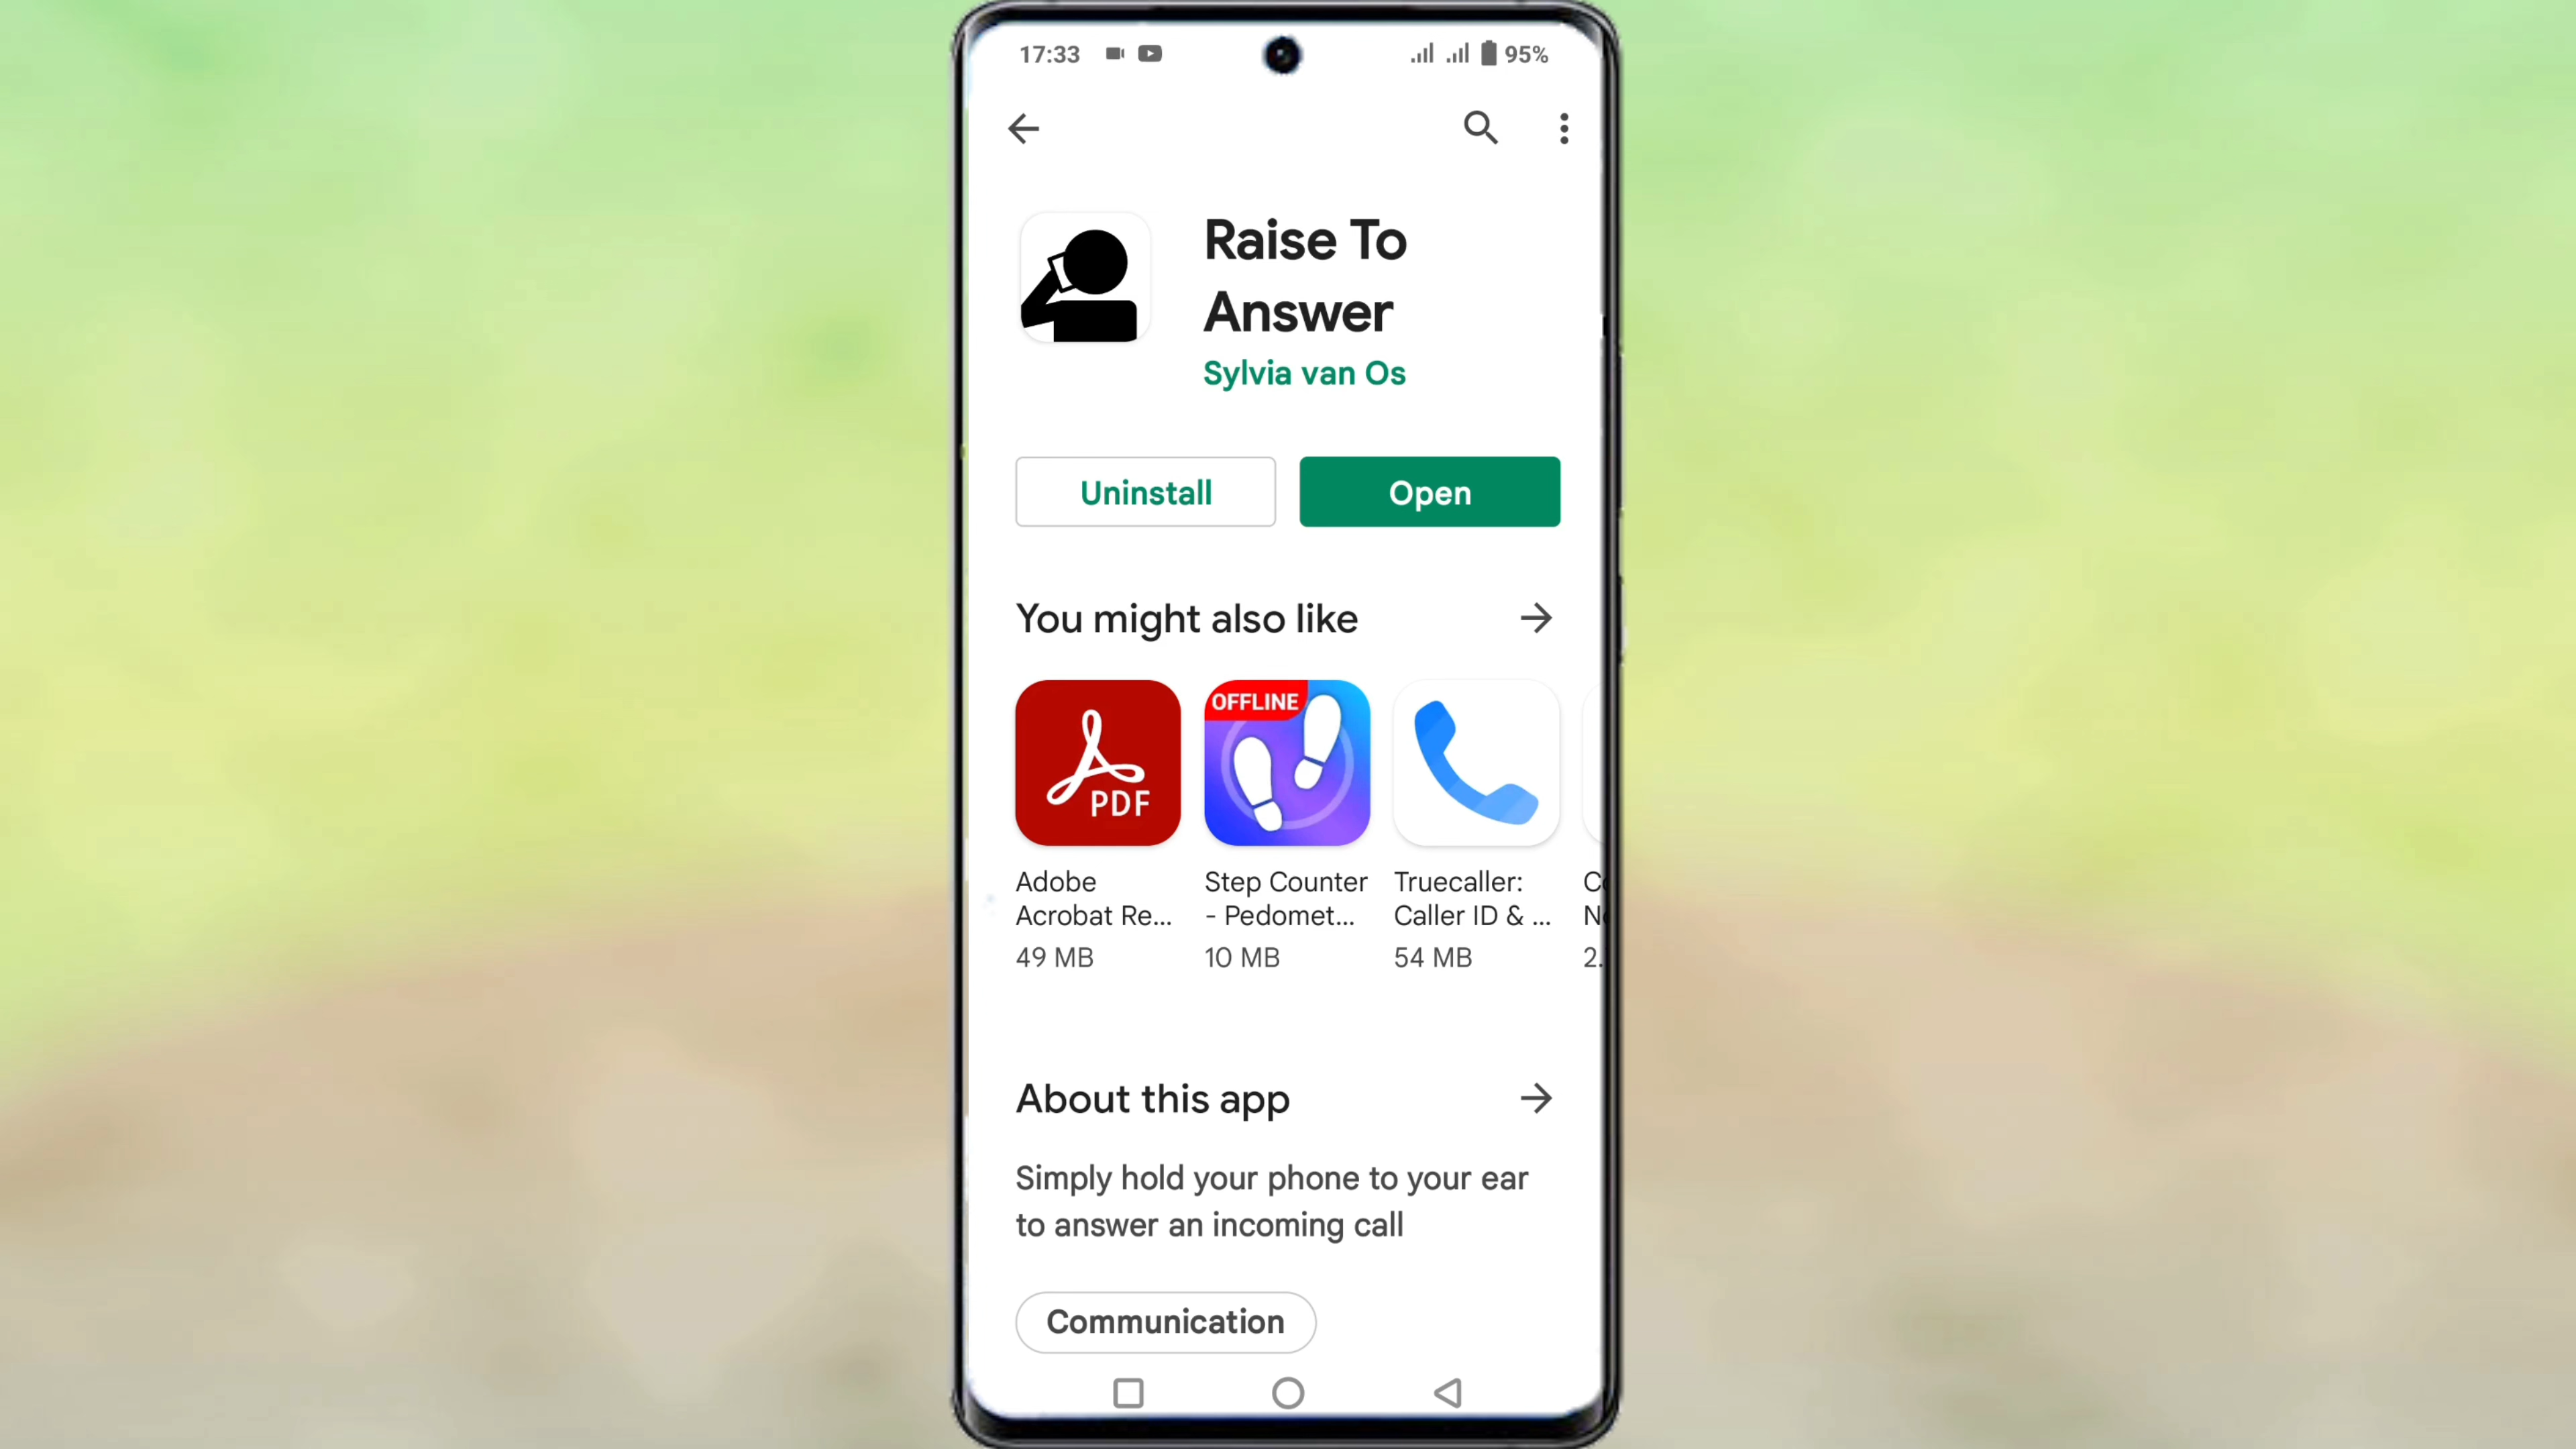 17:33
95%
Raise To
Answer
Sylvia van Os
Uninstall
Open
You might also like
OFFLINE
PDF
Adobe
Acrobat Re...
49 MB
Step Counter
- Pedomet...
10 MB
Truecaller:
Caller ID & ...
54 MB
2.
About this app
Simply hold your phone to your ear
to answer an incoming call
Communication